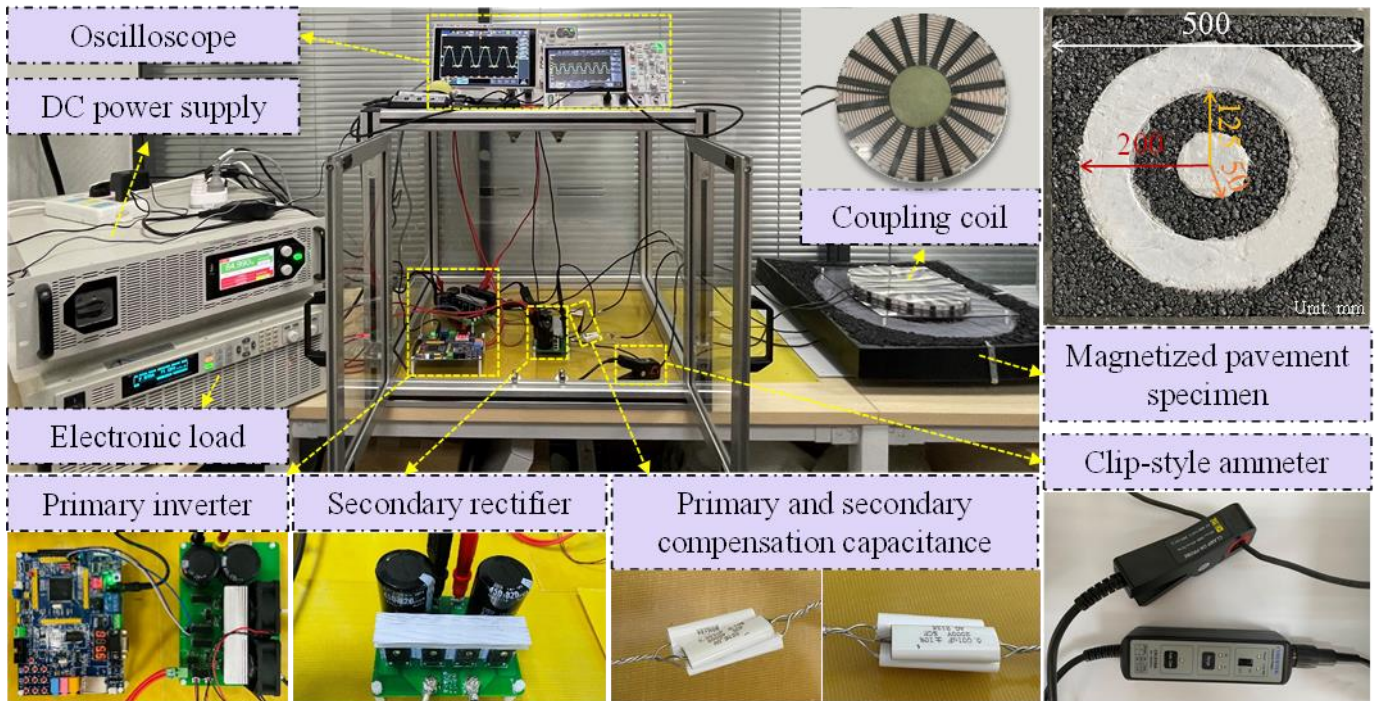 Oscilloscope
DC power supply
Electronic load
Coupling coil
500
200
125
50
Unit: mm
Magnetized pavement
specimen
Clip-style ammeter
Primary inverter
Secondary rectifier
Primary and secondary
compensation capacitance